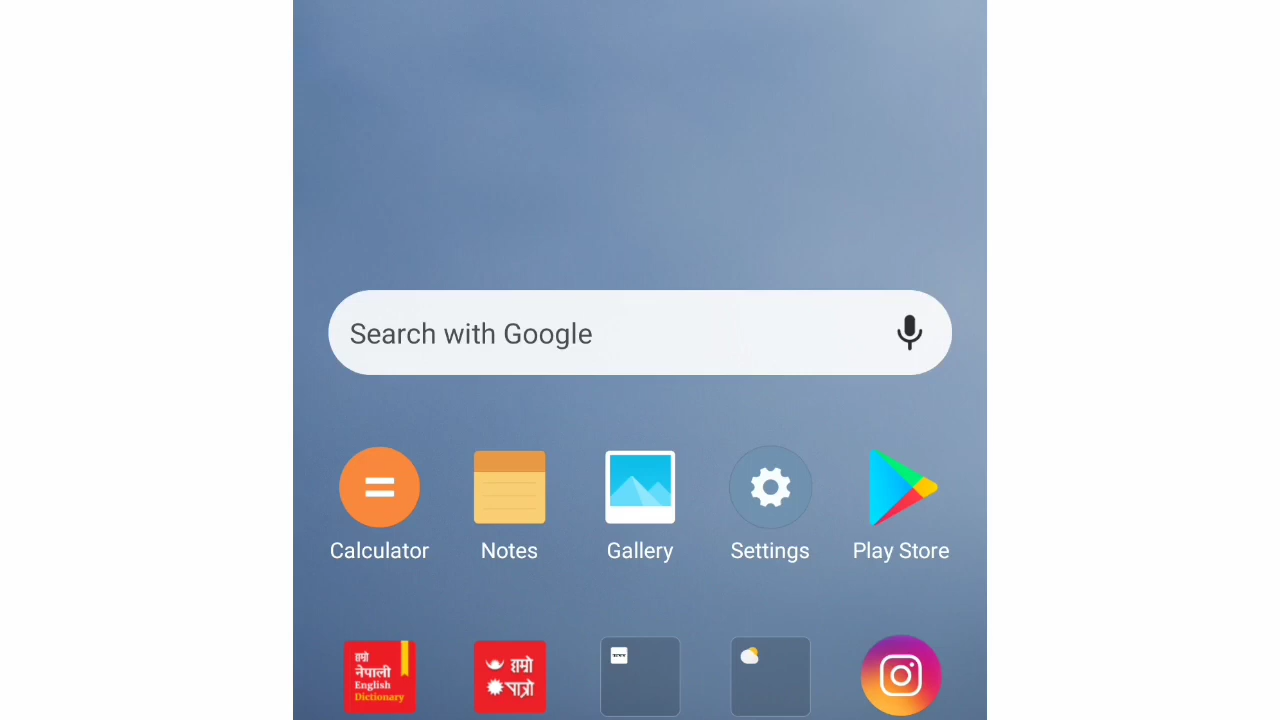 Search with Google
Calculator
Notes
Gallery
Settings
Play Store
हाम्रो
नेपाली
English
Dictionary
हाम्रो
पात्रो